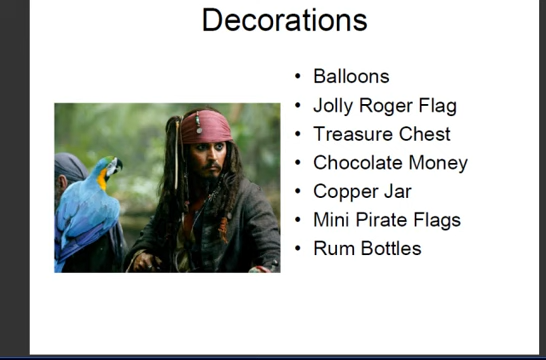 Decorations
• Balloons
• Jolly Roger Flag
• Treasure Chest
• Chocolate Money
• Copper Jar
• Mini Pirate Flags
• Rum Bottles